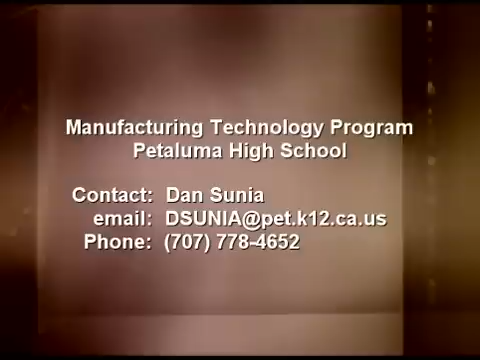 Manufacturing Technology Program
Petaluma High School
Contact: Dan Sunia
email: DSUNIA@pet.k12.ca.us
Phone: (707) 778-4652